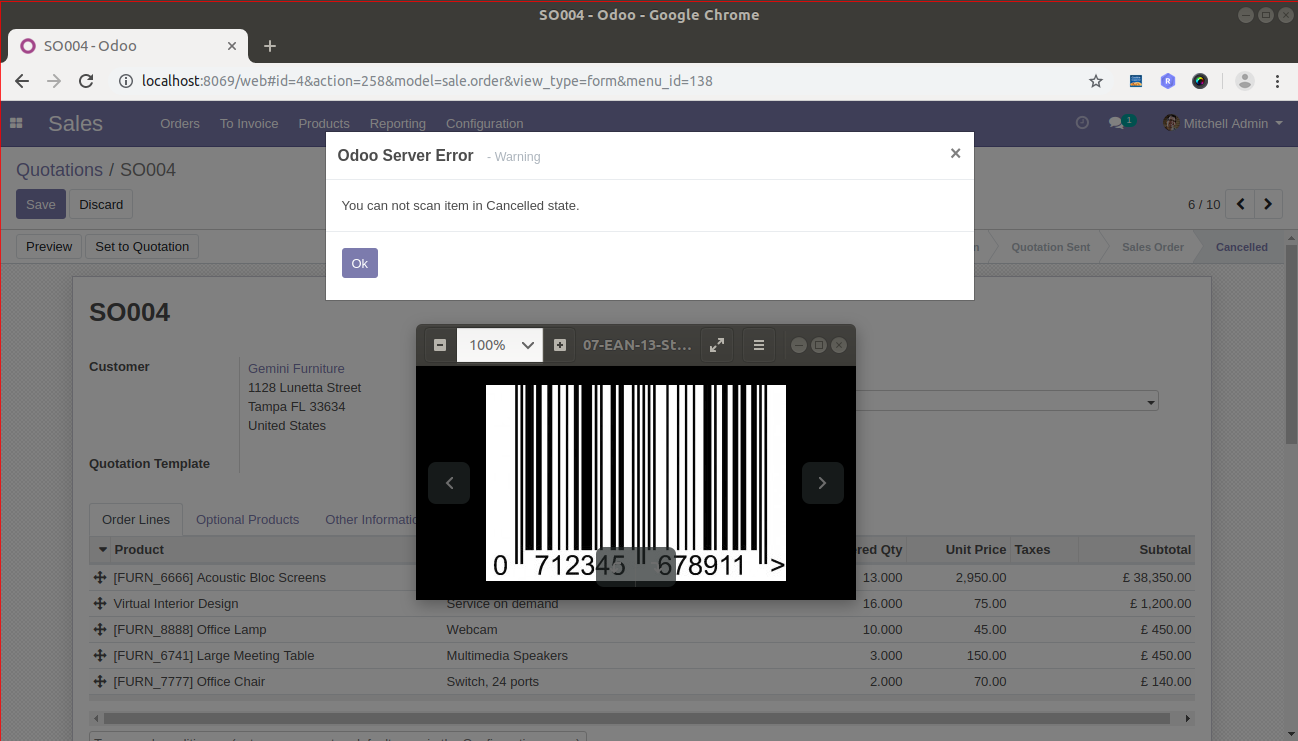 SO004 - Odoo - Google Chrome
SO004 - Odoo
localhost:8069/web#id=4&action=258&model=sale.order&view_type=form&menu_id=138
Sales Orders To Invoice Products Reporting Configuration 1 Mitchell Admin
Odoo Server Error - Warning ×
Quotations / SO004
You can not scan item in Cancelled state.
Save Discard 6 / 10
Preview Set to Quotation Quotation Sent Sales Order Cancelled
Ok
SO004
100% 07-EAN-13-St...
Customer
Gemini Furniture
1128 Lunetta Street
Tampa FL 33634
United States
Quotation Template
Order Lines Optional Products Other Informatio
Product red Qty Unit Price Taxes Subtotal
0 712345 678911 >
[FURN_6666] Acoustic Bloc Screens 13.000 2,950.00 £ 38,350.00
Virtual Interior Design Service on demand 16.000 75.00 £ 1,200.00
[FURN_8888] Office Lamp Webcam 10.000 45.00 £ 450.00
[FURN_6741] Large Meeting Table Multimedia Speakers 3.000 150.00 £ 450.00
[FURN_7777] Office Chair Switch, 24 ports 2.000 70.00 £ 140.00